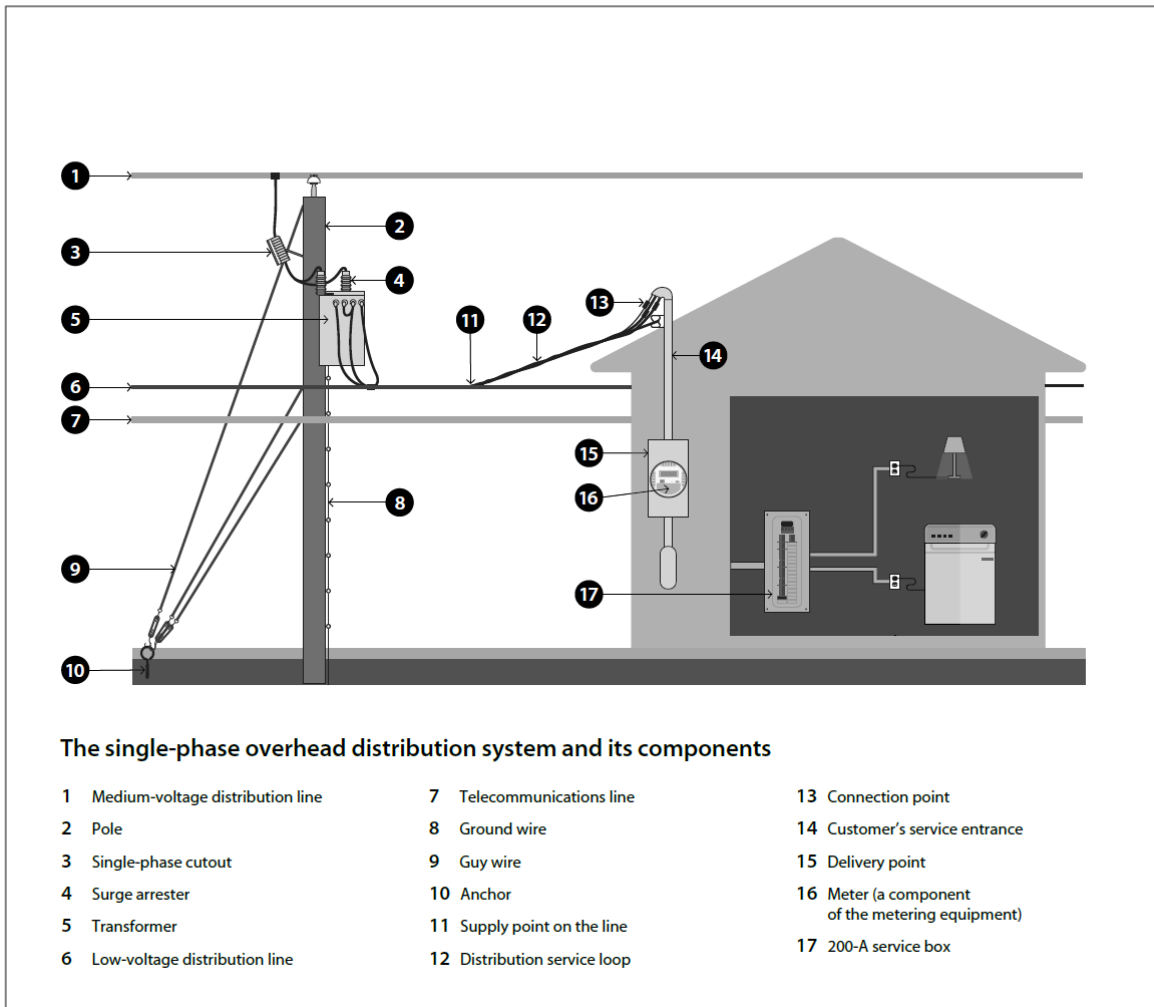 1
2
3
4
5
13
11
12
14
6
7
15
16
8
9
17
10
The single-phase overhead distribution system and its components
1 Medium-voltage distribution line
2 Pole
3 Single-phase cutout
4 Surge arrester
5 Transformer
6 Low-voltage distribution line
7 Telecommunications line
8 Ground wire
9 Guy wire
10 Anchor
11 Supply point on the line
12 Distribution service loop
13 Connection point
14 Customer's service entrance
15 Delivery point
16 Meter (a component
of the metering equipment)
17 200-A service box